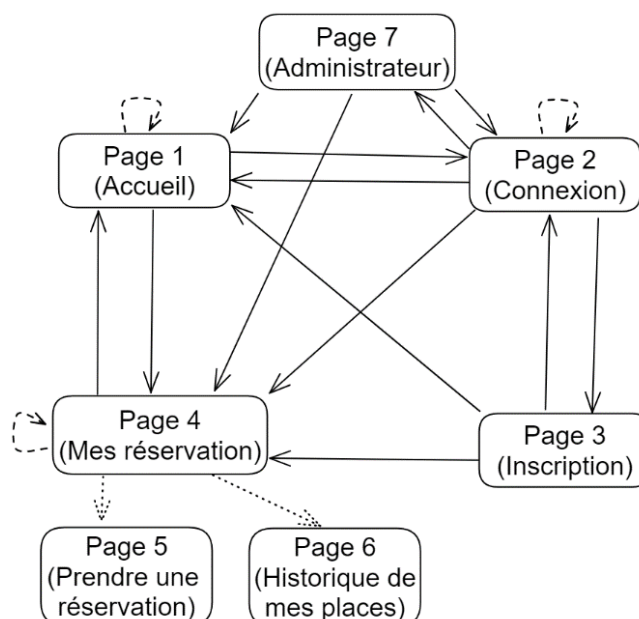 Page 7
(Administrateur)
Page 1
(Accueil)
Page 2
(Connexion)
Page 4
(Mes réservation)
Page 3
(Inscription)
Page 5
(Prendre une
réservation)
Page 6
(Historique de
mes places)